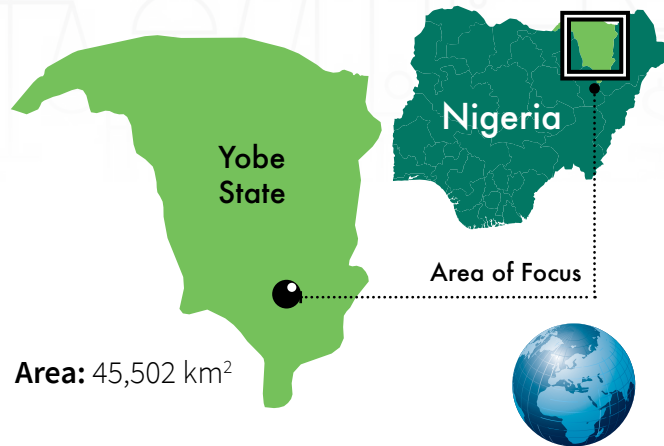 Yobe
State
Nigeria
Area of Focus
Area: 45,502 km²